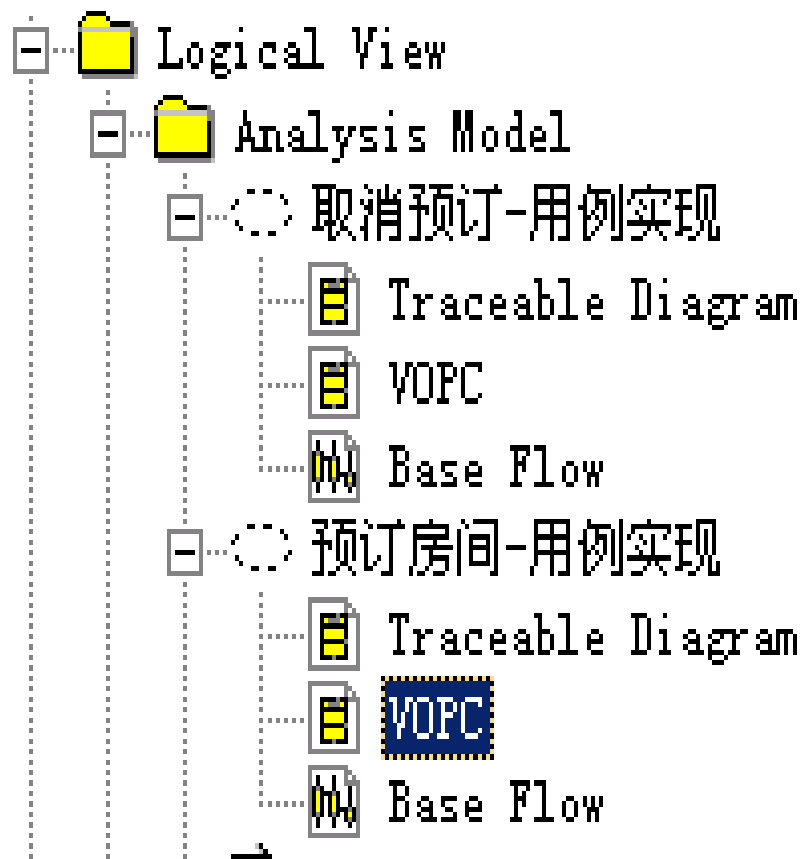 Logical View
Analysis Model
取消预订-用例实现
Traceable Diagram
VOPC
Base Flow
预订房间-用例实现
Traceable Diagram
VOPC
Base Flow